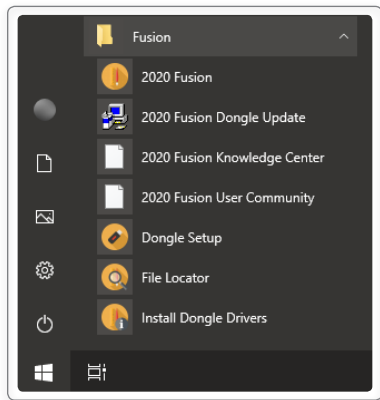 Fusion
2020 Fusion
2020 Fusion Dongle Update
2020 Fusion Knowledge Center
2020 Fusion User Community
Dongle Setup
File Locator
Install Dongle Drivers